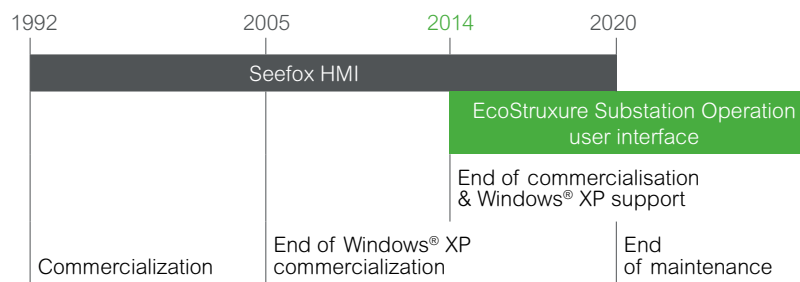 1992
2005
2014
2020
Seefox HMI
EcoStruxure Substation Operation
user interface
End of commercialisation
& Windows® XP support
Commercialization
End of Windows® XP
commercialization
End
of maintenance